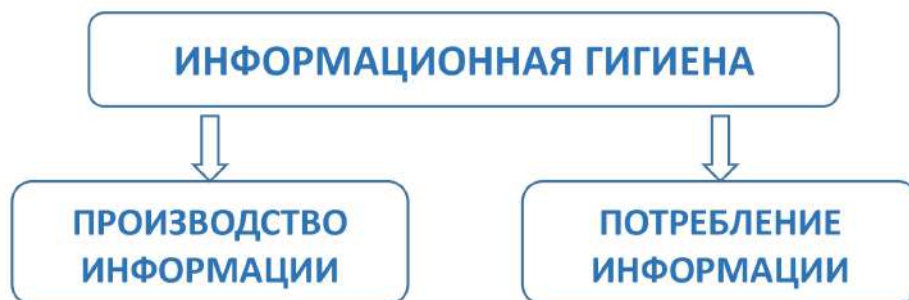 ИНФОРМАЦИОННАЯ ГИГИЕНА
ПРОИЗВОДСТВО
ИНФОРМАЦИИ
ПОТРЕБЛЕНИЕ
ИНФОРМАЦИИ